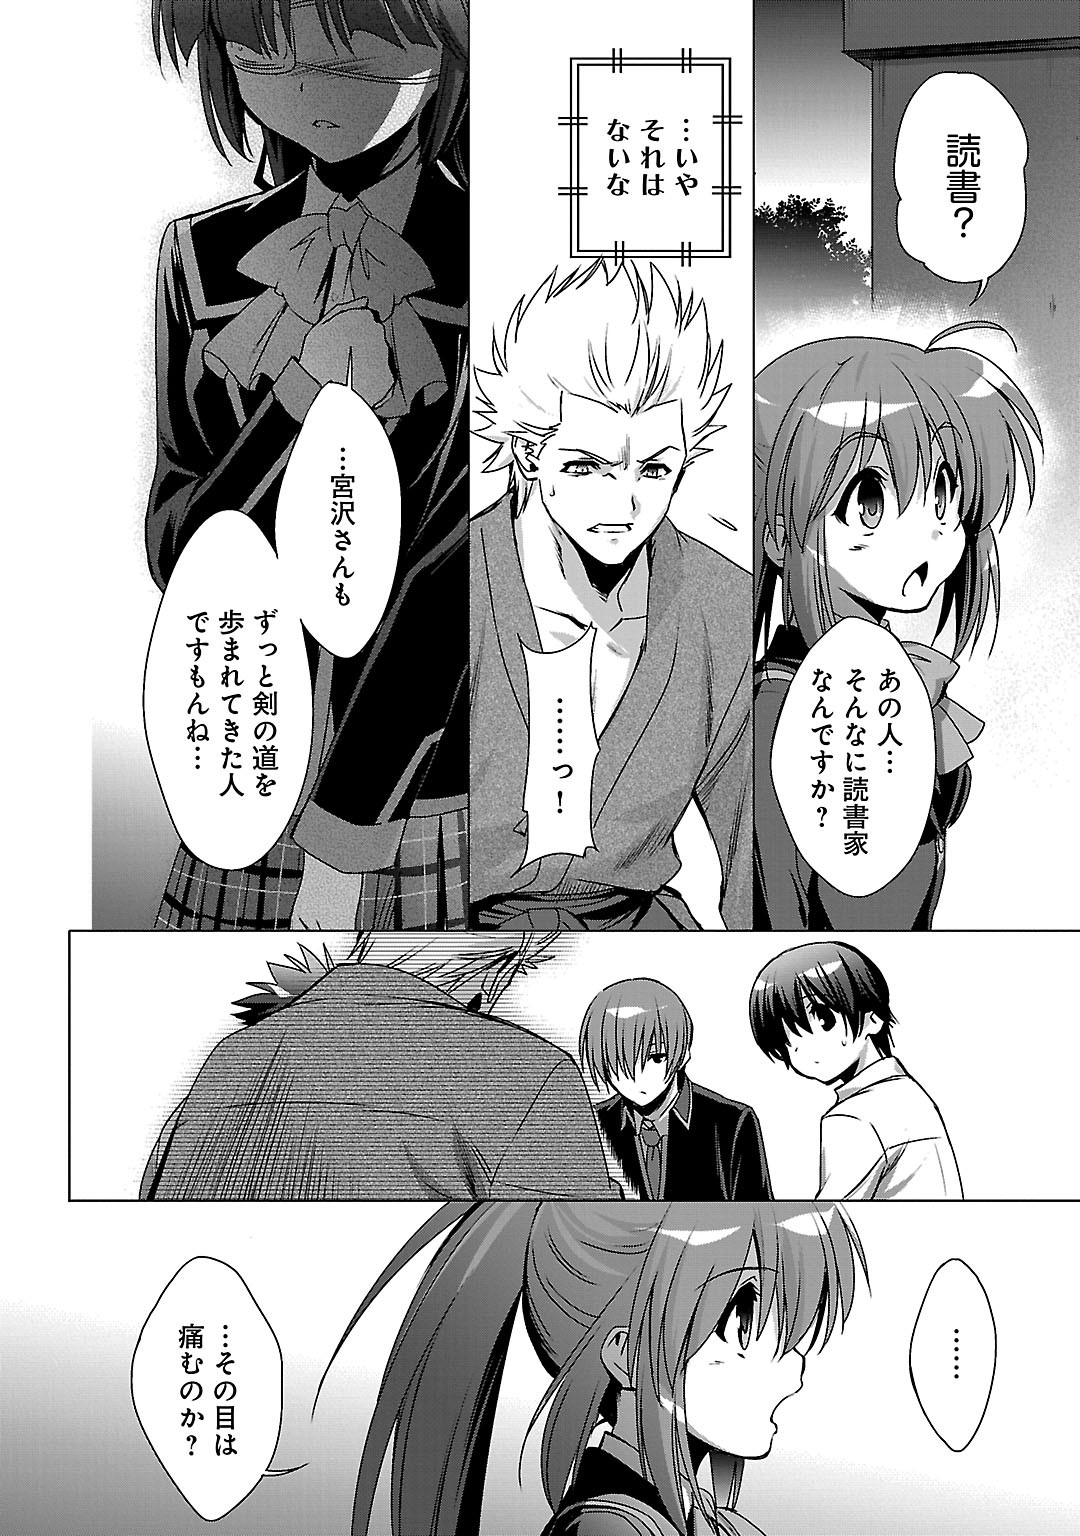 読書?
あの人…
そんなに読書家
なんですか?
…いや
それは
ないな
……っ!
…宮沢さんも
ずっと剣の道を
歩まれてきた人
ですもんね…
……
…その目は
痛むのか?